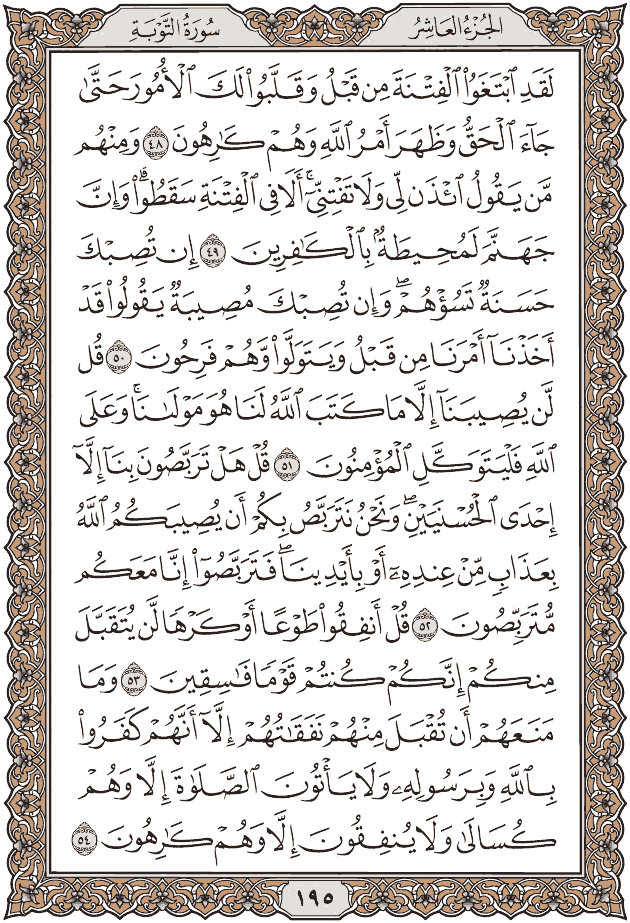 الجُزْءُ العَاشِرُ
سُورَةُ التَّوْبَةِ
لَقَدِ ٱبْتَغَوُا۟ ٱلْفِتْنَةَ مِن قَبْلُ وَقَلَّبُوا۟ لَكَ ٱلْأُمُورَ حَتَّىٰ
جَآءَ ٱلْحَقُّ وَظَهَرَ أَمْرُ ٱللَّهِ وَهُمْ كَٰرِهُونَ ٤٨ وَمِنْهُم
مَّن يَقُولُ ٱئْذَن لِّى وَلَا تَفْتِنِّىٓ ۚ أَلَا فِى ٱلْفِتْنَةِ سَقَطُوا۟ ۗ وَإِنَّ
جَهَنَّمَ لَمُحِيطَةٌۢ بِٱلْكَٰفِرِينَ ٤٩ إِن تُصِبْكَ
حَسَنَةٌ تَسُؤْهُمْ ۖ وَإِن تُصِبْكَ مُصِيبَةٌ يَقُولُوا۟ قَدْ
أَخَذْنَآ أَمْرَنَا مِن قَبْلُ وَيَتَوَلَّوا۟ وَّهُمْ فَرِحُونَ ٥٠ قُل
لَّن يُصِيبَنَآ إِلَّا مَا كَتَبَ ٱللَّهُ لَنَا هُوَ مَوْلَىٰنَا ۚ وَعَلَى
ٱللَّهِ فَلْيَتَوَكَّلِ ٱلْمُؤْمِنُونَ ٥١ قُلْ هَلْ تَرَبَّصُونَ بِنَآ إِلَّآ
إِحْدَى ٱلْحُسْنَيَيْنِ ۖ وَنَحْنُ نَتَرَبَّصُ بِكُمْ أَن يُصِيبَكُمُ ٱللَّهُ
بِعَذَابٍ مِّنْ عِندِهِۦٓ أَوْ بِأَيْدِينَا ۖ فَتَرَبَّصُوٓا۟ إِنَّا مَعَكُم
مُّتَرَبِّصُونَ ٥٢ قُلْ أَنفِقُوا۟ طَوْعًا أَوْ كَرْهًا لَّن يُتَقَبَّلَ
مِنكُمْ ۖ إِنَّكُمْ كُنتُمْ قَوْمًا فَٰسِقِينَ ٥٣ وَمَا
مَنَعَهُمْ أَن تُقْبَلَ مِنْهُمْ نَفَقَٰتُهُمْ إِلَّآ أَنَّهُمْ كَفَرُوا۟
بِٱللَّهِ وَبِرَسُولِهِۦ وَلَا يَأْتُونَ ٱلصَّلَوٰةَ إِلَّا وَهُمْ
كُسَالَىٰ وَلَا يُنفِقُونَ إِلَّا وَهُمْ كَٰرِهُونَ ٥٤
١٩٥